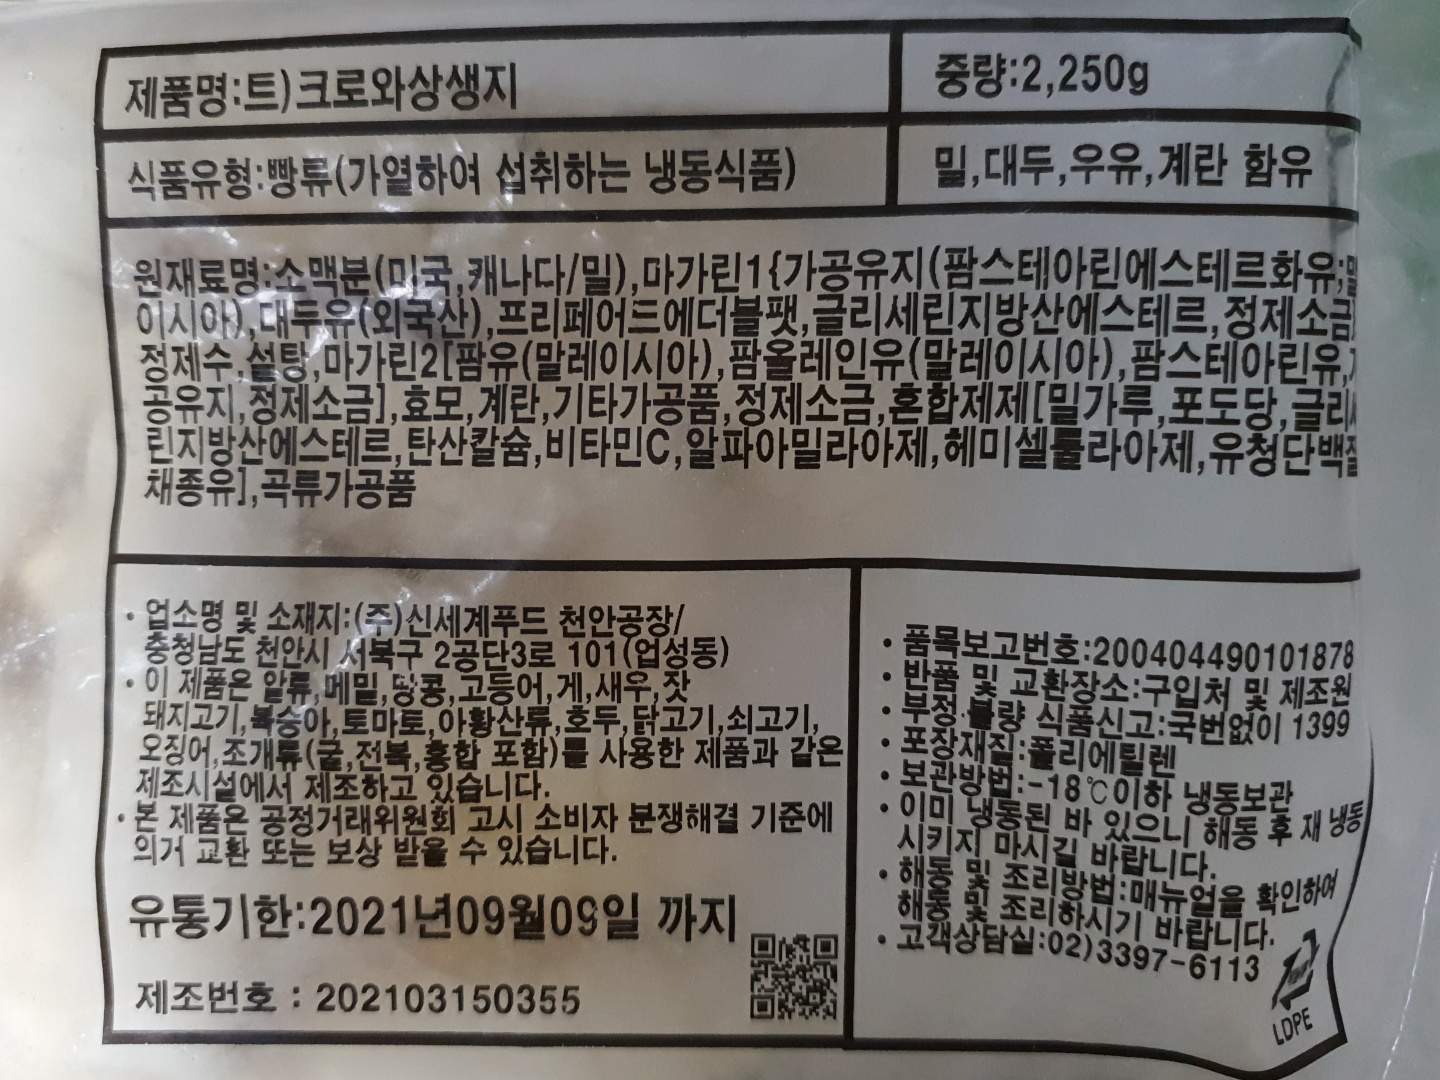 제품명:트)크로와상생지
중량:2,250g
식품유형:빵류(가열하여 섭취하는 냉동식품)
밀,대두,우유,계란 함유
원재료명:소맥분(미국,캐나다/밀),마가린1{가공유지(팜스테아린에스테르화유;말
이시아),대두유(외국산),프리페어드에더블팻,글리세린지방산에스테르,정제소금}
정제수,설탕,마가린2[팜유(말레이시아),팜올레인유(말레이시아),팜스테아린유,가
공유지,정제소금],효모,계란,기타가공품,정제소금,혼합제제[밀가루,포도당,글리세
린지방산에스테르,탄산칼슘,비타민C,알파아밀라아제,헤미셀룰라아제,유청단백질
채종유],곡류가공품
• 업소명 및 소재지:(주)신세계푸드 천안공장/
충청남도 천안시 서북구 2공단3로 101(업성동)
• 이 제품은 알류,메밀,땅콩,고등어,게,새우,잣
돼지고기,복숭아,토마토,아황산류,호두,닭고기,쇠고기,
오징어,조개류(굴,전복,홍합 포함)를 사용한 제품과 같은
제조시설에서 제조하고 있습니다.
• 본 제품은 공정거래위원회 고시 소비자 분쟁해결 기준에
의거 교환 또는 보상 받을 수 있습니다.
유통기한:2021년09월09일 까지
제조번호 : 202103150355
• 품목보고번호:200404490101878
• 반품 및 교환장소:구입처 및 제조원
• 부정·불량 식품신고:국번없이 1399
• 포장재질:폴리에틸렌
• 보관방법:-18℃이하 냉동보관
• 이미 냉동된 바 있으니 해동 후 재 냉동
시키지 마시길 바랍니다.
• 해동 및 조리방법:매뉴얼을 확인하여
해동 및 조리하시기 바랍니다.
• 고객상담실:02)3397-6113
LDPE